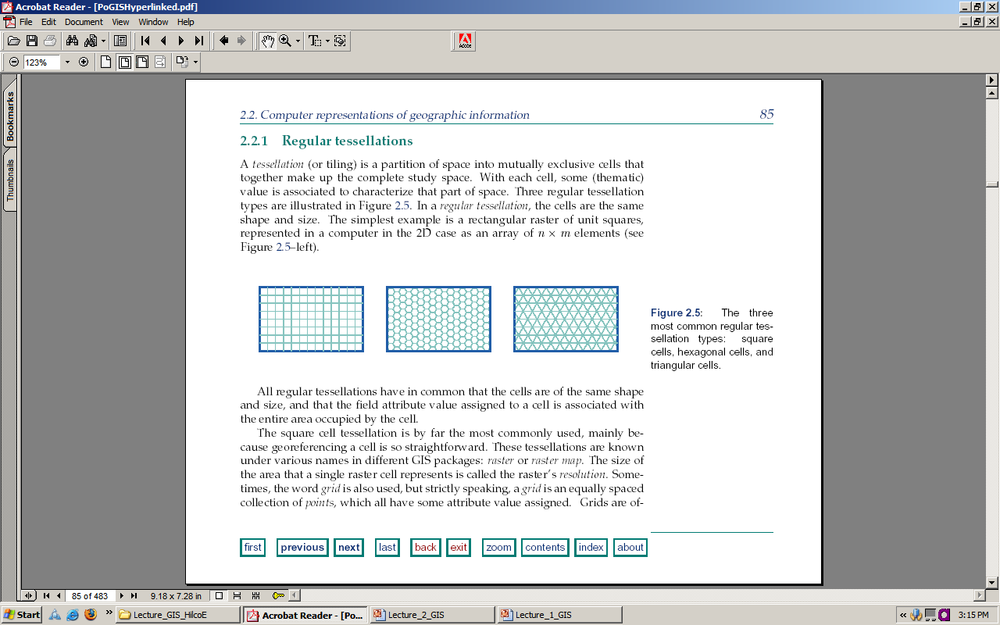 Acrobat Reader - [PoGISHyperlinked.pdf]
File Edit Document View Window Help
Adobe
123%
Bookmarks
Thumbnails
2.2. Computer representations of geographic information 85
2.2.1 Regular tessellations
A tessellation (or tiling) is a partition of space into mutually exclusive cells that
together make up the complete study space. With each cell, some (thematic)
value is associated to characterize that part of space. Three regular tessellation
types are illustrated in Figure 2.5. In a regular tessellation, the cells are the same
shape and size. The simplest example is a rectangular raster of unit squares,
represented in a computer in the 2D case as an array of n × m elements (see
Figure 2.5–left).
Figure 2.5: The three
most common regular tes-
sellation types: square
cells, hexagonal cells, and
triangular cells.
All regular tessellations have in common that the cells are of the same shape
and size, and that the field attribute value assigned to a cell is associated with
the entire area occupied by the cell.
The square cell tessellation is by far the most commonly used, mainly be-
cause georeferencing a cell is so straightforward. These tessellations are known
under various names in different GIS packages: raster or raster map. The size of
the area that a single raster cell represents is called the raster's resolution. Some-
times, the word grid is also used, but strictly speaking, a grid is an equally spaced
collection of points, which all have some attribute value assigned. Grids are of-
first previous next last back exit zoom contents index about
85 of 483 9.18 x 7.28 in
Start Lecture_GIS_HilcoE Acrobat Reader - [Po... Lecture_2_GIS Lecture_1_GIS 3:15 PM